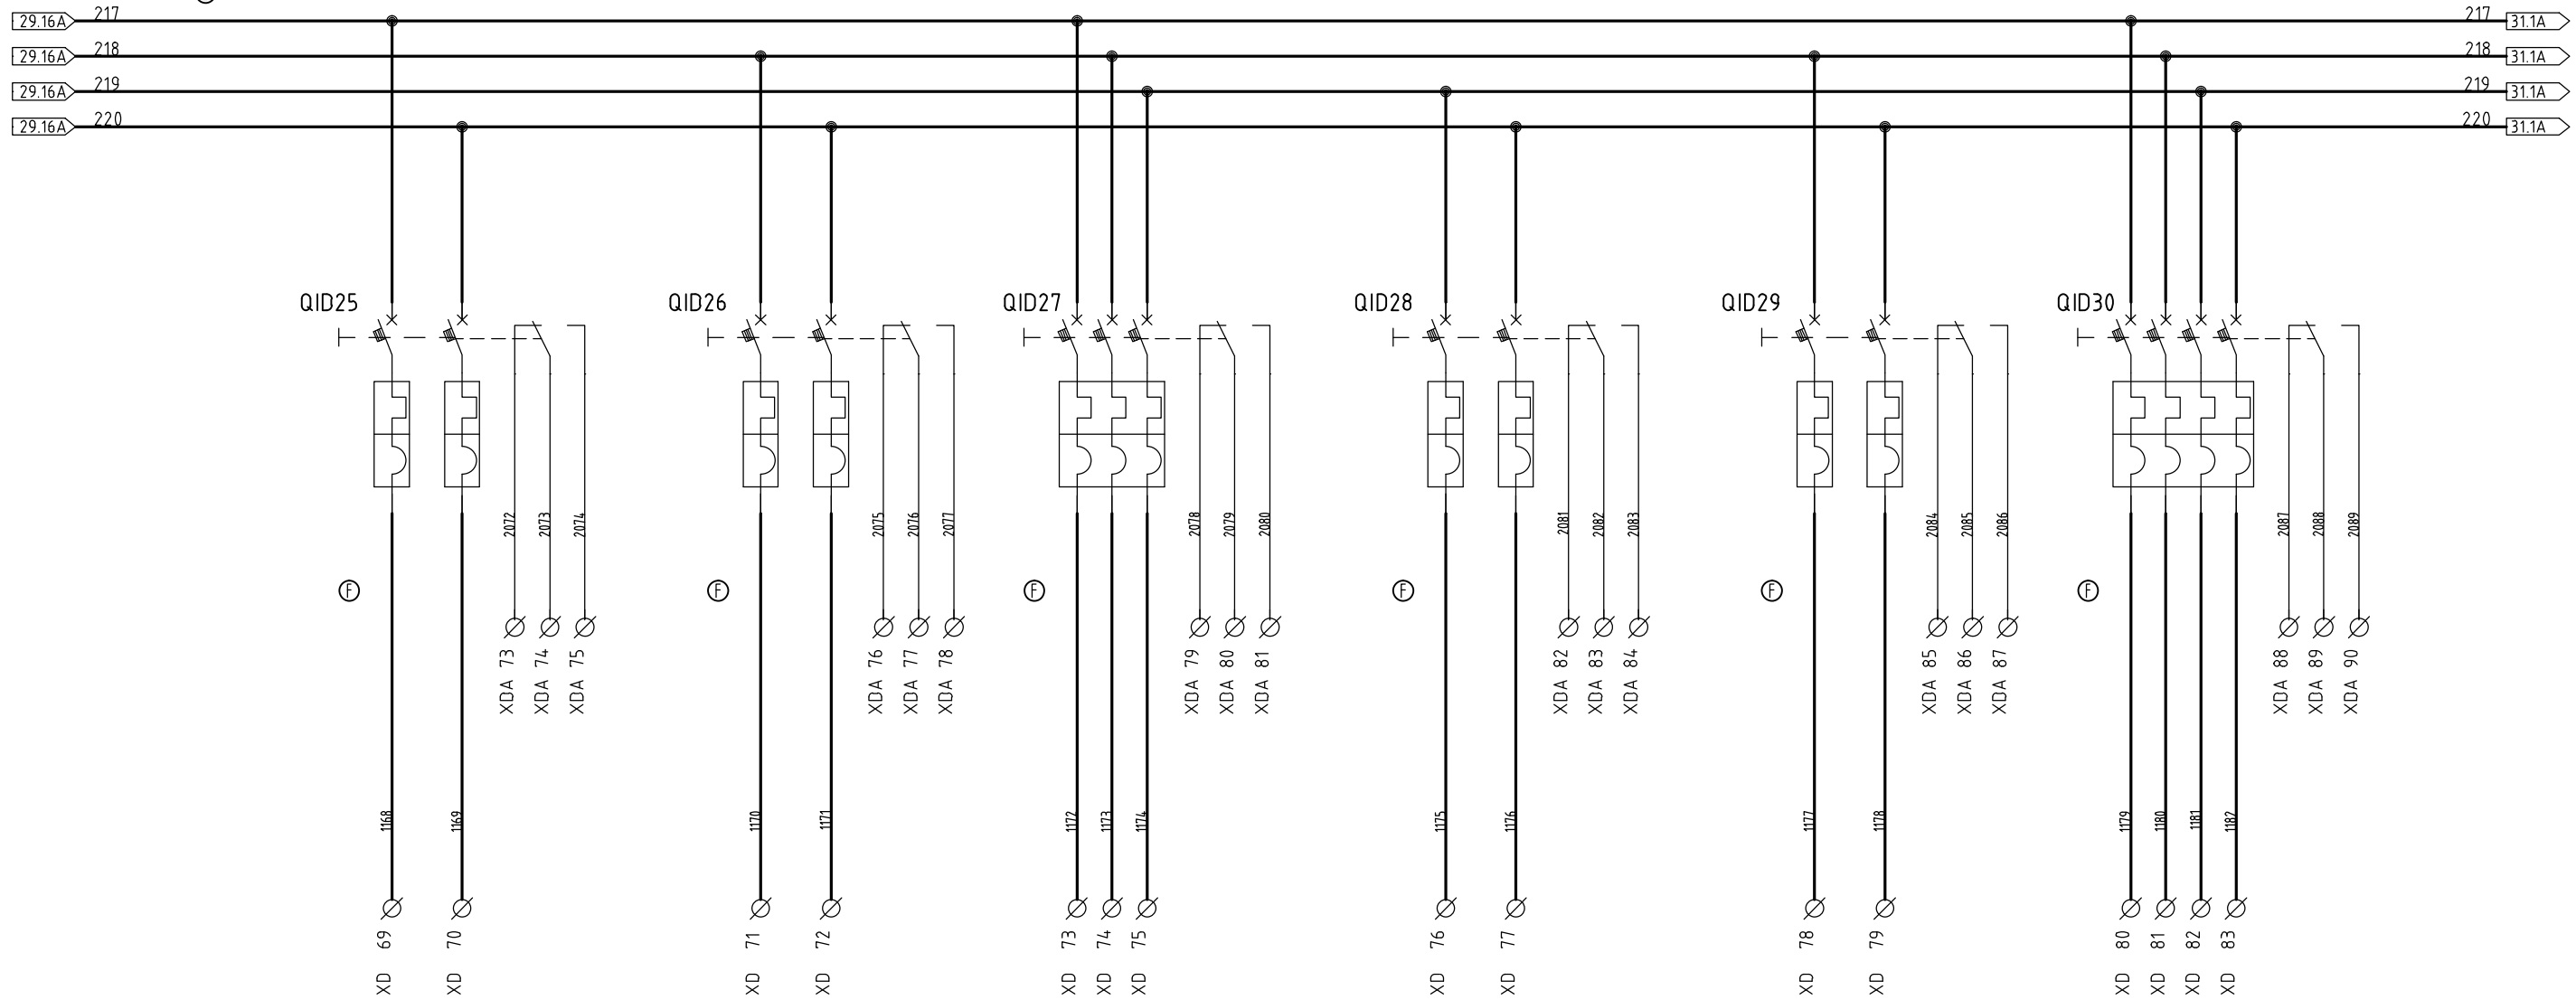 29.16A 217 217 31.1A
29.16A 218 218 31.1A
29.16A 219 219 31.1A
29.16A 220 220 31.1A
QID25 QID26 QID27 QID28 QID29 QID30
2072 2073 2074 2075 2076 2077 2078 2079 2080 2081 2082 2083 2084 2085 2086 2087 2088 2089
F F F F F F
XDA 73 XDA 74 XDA 75 XDA 76 XDA 77 XDA 78 XDA 79 XDA 80 XDA 81 XDA 82 XDA 83 XDA 84 XDA 85 XDA 86 XDA 87 XDA 88 XDA 89 XDA 90
1168 1169 1170 1171 1172 1173 1174 1175 1176 1177 1178 1179 1180 1181 1182
XD 69 XD 70 XD 71 XD 72 XD 73 XD 74 XD 75 XD 76 XD 77 XD 78 XD 79 XD 80 XD 81 XD 82 XD 83